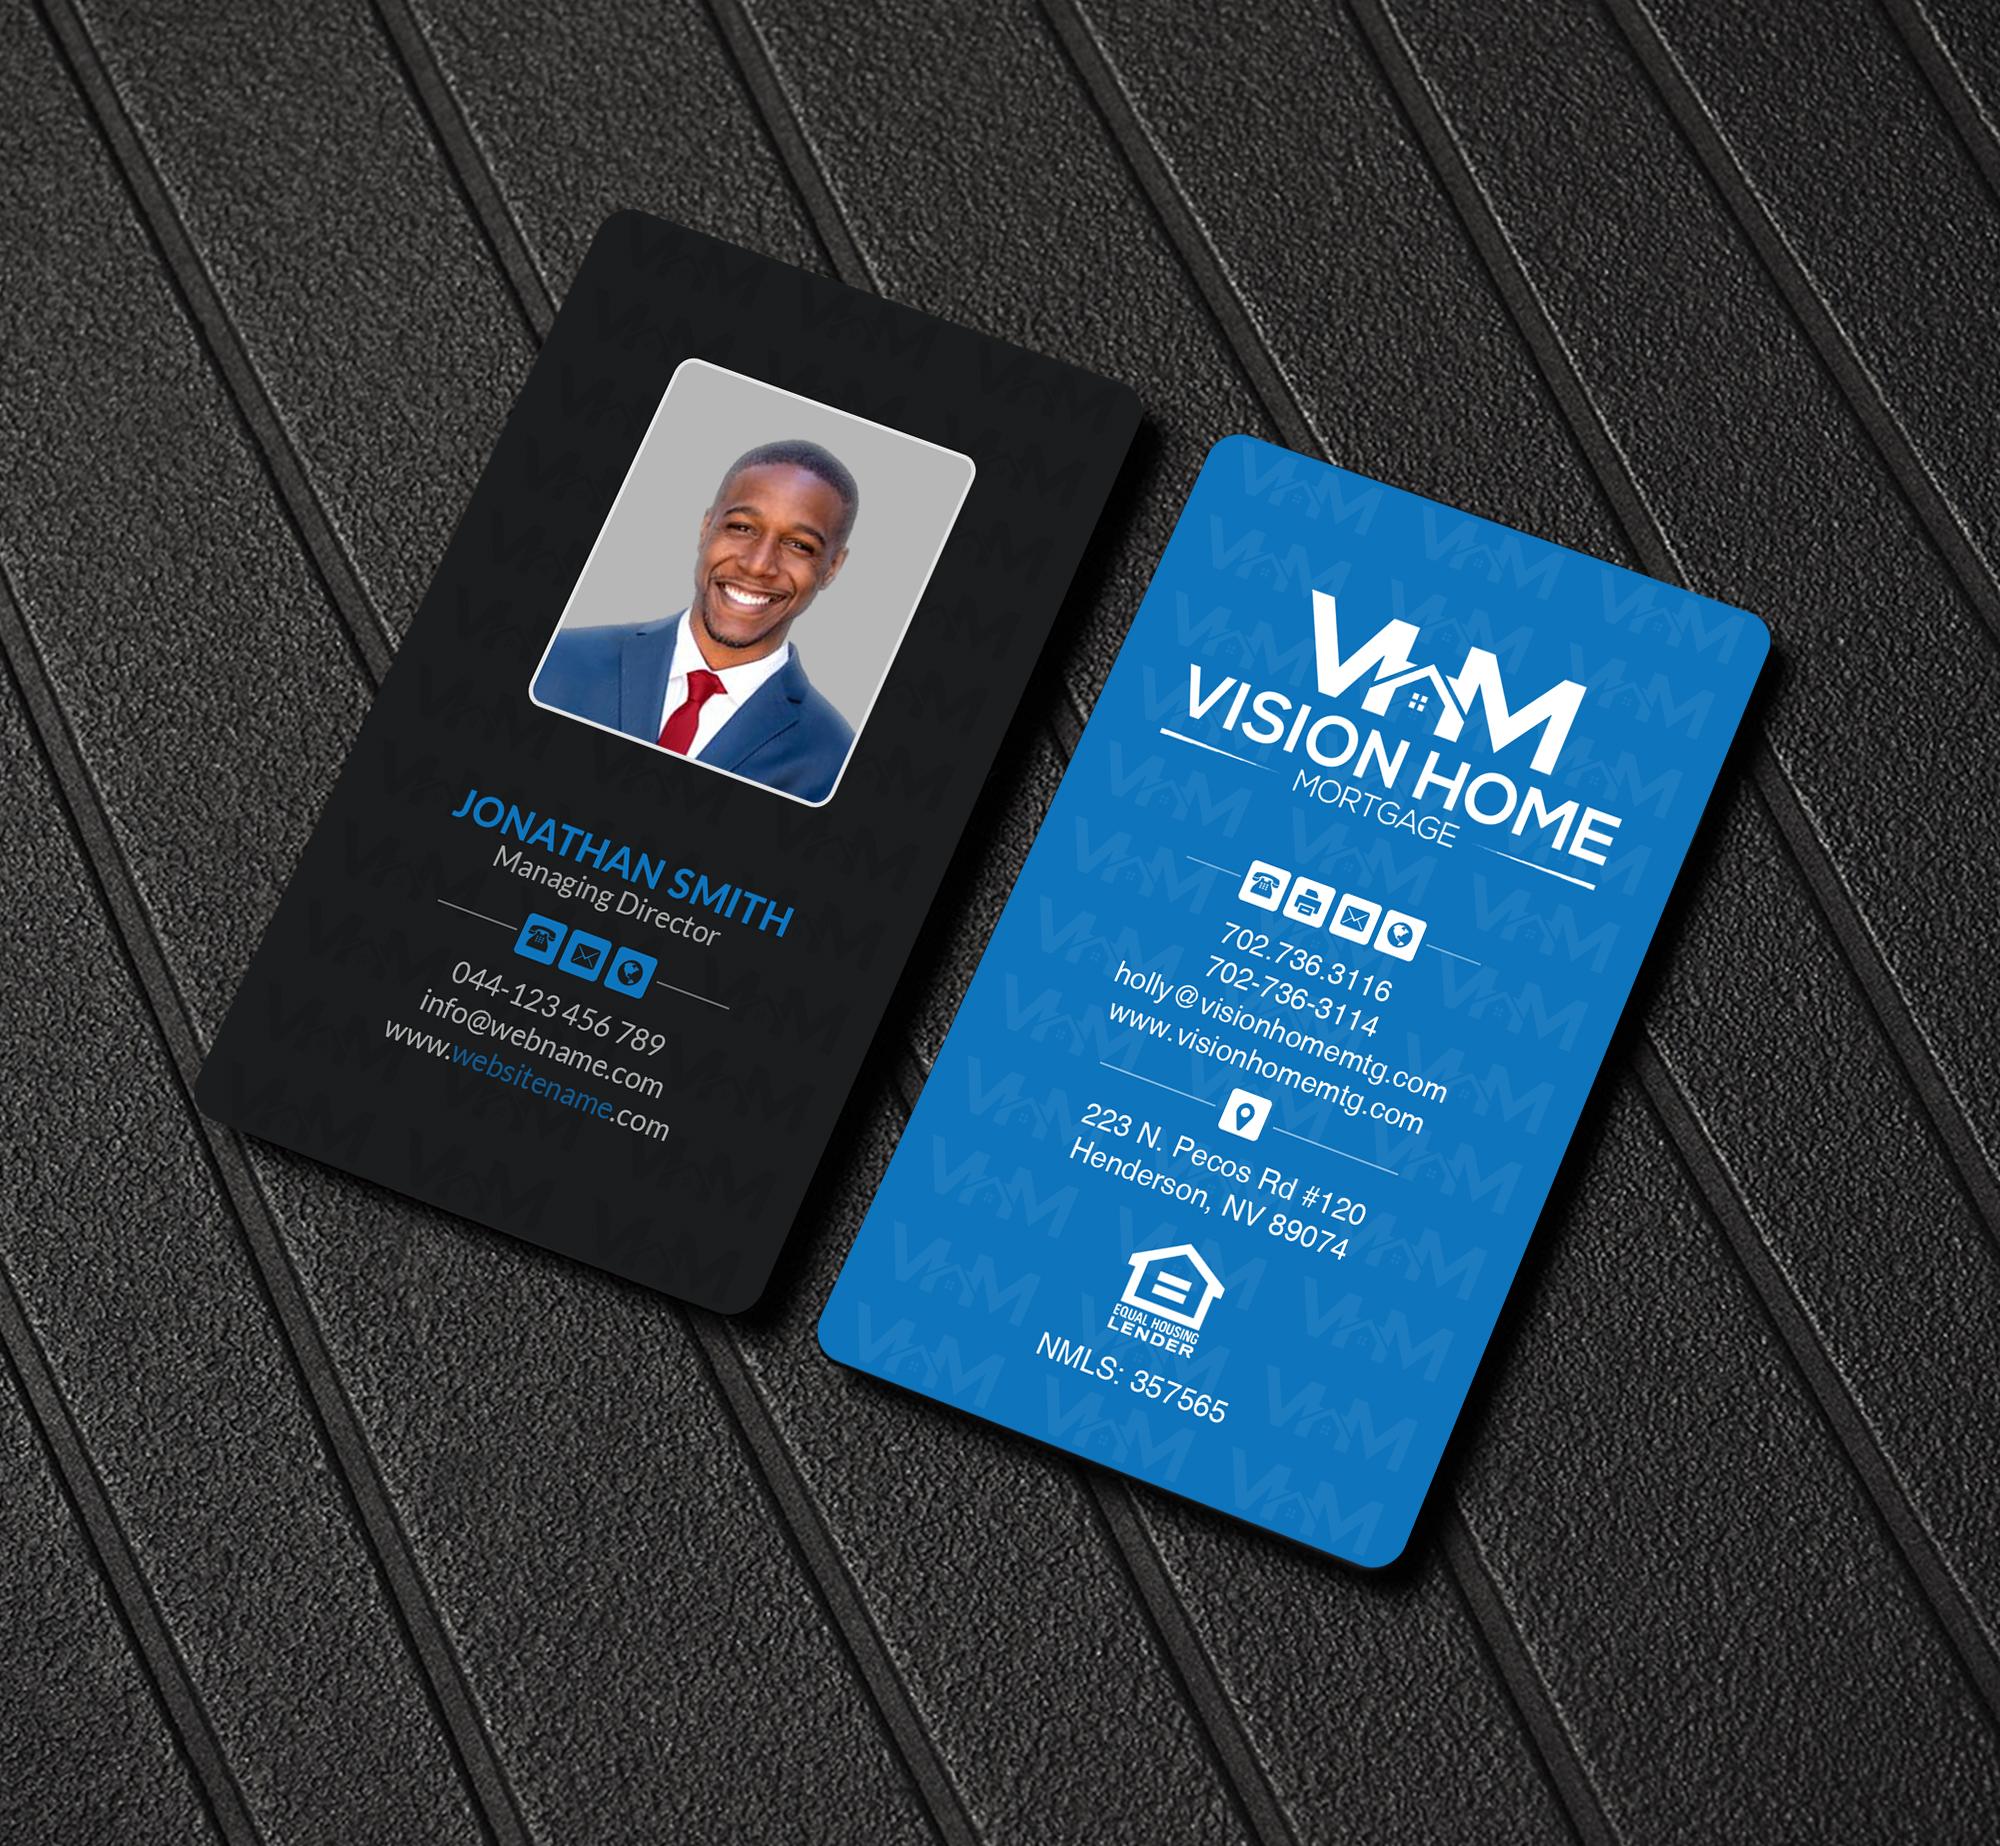 JONATHAN SMITH
Managing Director
044-123 456 789
info@webname.com
www.websitename.com
VHM
VISION HOME
MORTGAGE
702.736.3116
702-736-3114
holly@visionhomemtg.com
www.visionhomemtg.com
223 N. Pecos Rd #120
Henderson, NV 89074
EQUAL HOUSING
LENDER
NMLS: 357565